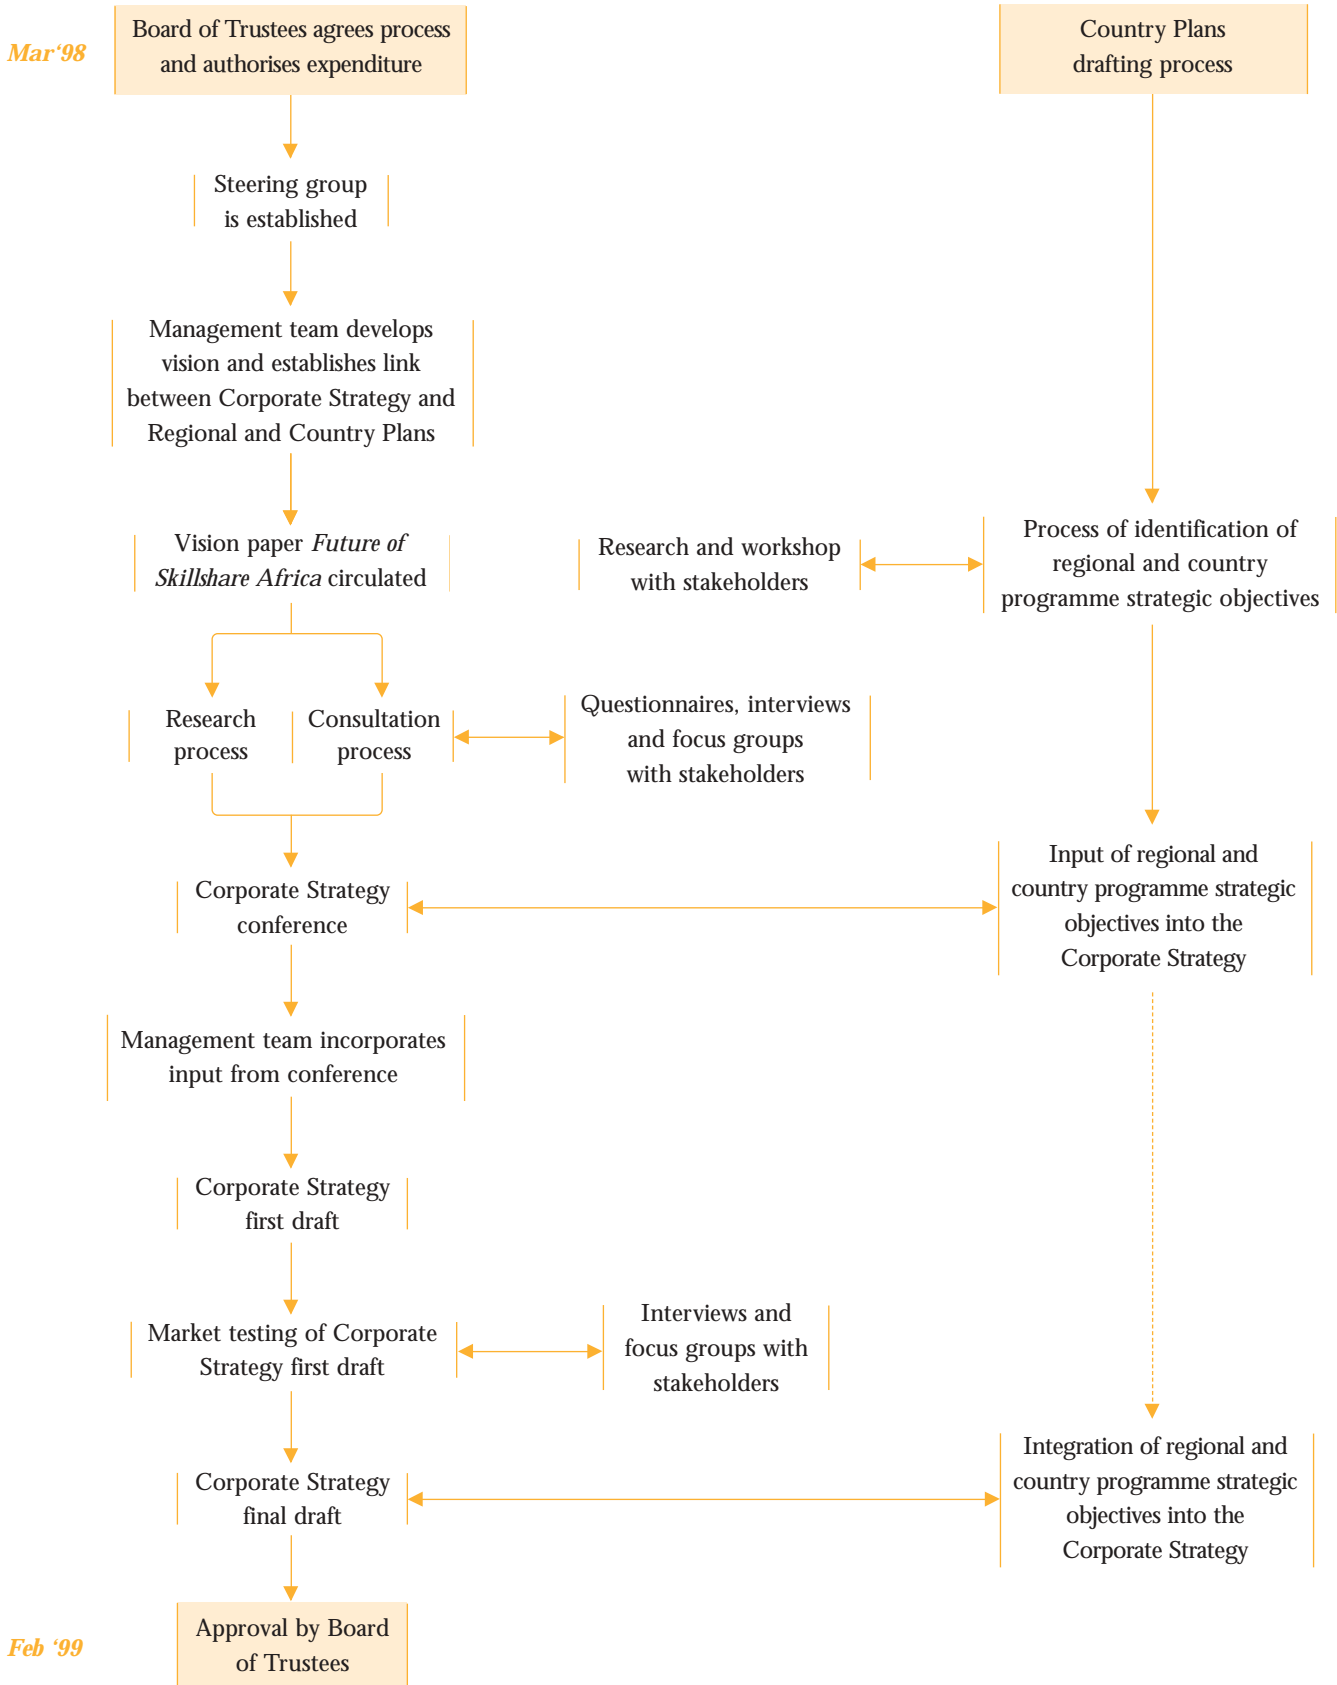 Mar‘98
Board of Trustees agrees process
and authorises expenditure
Country Plans
drafting process
Steering group
is established
Management team develops
vision and establishes link
between Corporate Strategy and
Regional and Country Plans
Vision paper Future of
Skillshare Africa circulated
Research and workshop
with stakeholders
Process of identification of
regional and country
programme strategic objectives
Research
process
Consultation
process
Questionnaires, interviews
and focus groups
with stakeholders
Corporate Strategy
conference
Input of regional and
country programme strategic
objectives into the
Corporate Strategy
Management team incorporates
input from conference
Corporate Strategy
first draft
Market testing of Corporate
Strategy first draft
Interviews and
focus groups with
stakeholders
Corporate Strategy
final draft
Integration of regional and
country programme strategic
objectives into the
Corporate Strategy
Feb ‘99
Approval by Board
of Trustees